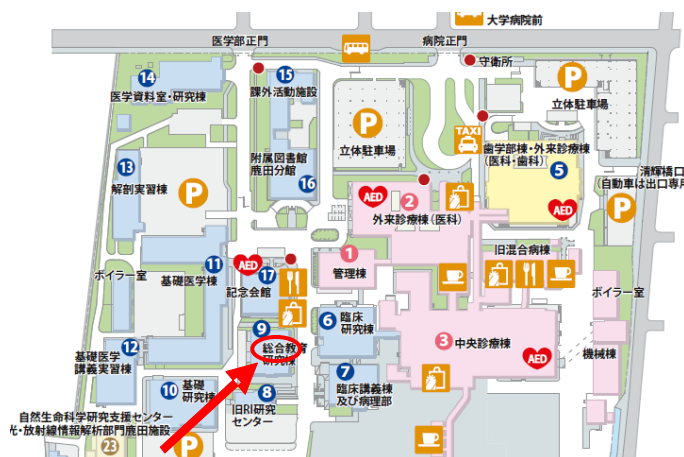 大学病院前
医学部正門
病院正門
守衛所
14
医学資料室・研究棟
15
課外活動施設
P
立体駐車場
P
立体駐車場
TAXI
歯学部棟・外来診療棟
(医科・歯科)
5
AED
清輝橋口
(自動車は出口専用
P
附属図書館
鹿田分館
16
13
解剖実習棟
P
2
外来診療棟(医科)
1
管理棟
旧混合病棟
ボイラー室
11
基礎医学棟
AED
17
記念会館
ボイラー室
9
総合教育
研究棟
6
臨床
研究棟
3
中央診療棟
AED
機械棟
12
基礎医学
講義実習棟
10
基礎
研究棟
8
旧RI研究
センター
7
臨床講義棟
及び病理部
自然生命科学研究支援センター
光・放射線情報解析部門鹿田施設
23
P
AED